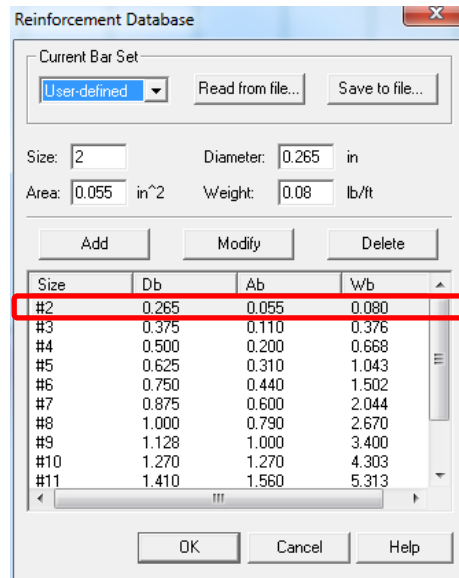 Reinforcement Database
Current Bar Set
User-defined Read from file... Save to file...
Size: 2 Diameter: 0.265 in
Area: 0.055 in^2 Weight: 0.08 lb/ft
Add Modify Delete
Size Db Ab Wb
#2 0.265 0.055 0.080
#3 0.375 0.110 0.376
#4 0.500 0.200 0.668
#5 0.625 0.310 1.043
#6 0.750 0.440 1.502
#7 0.875 0.600 2.044
#8 1.000 0.790 2.670
#9 1.128 1.000 3.400
#10 1.270 1.270 4.303
#11 1.410 1.560 5.313
OK Cancel Help